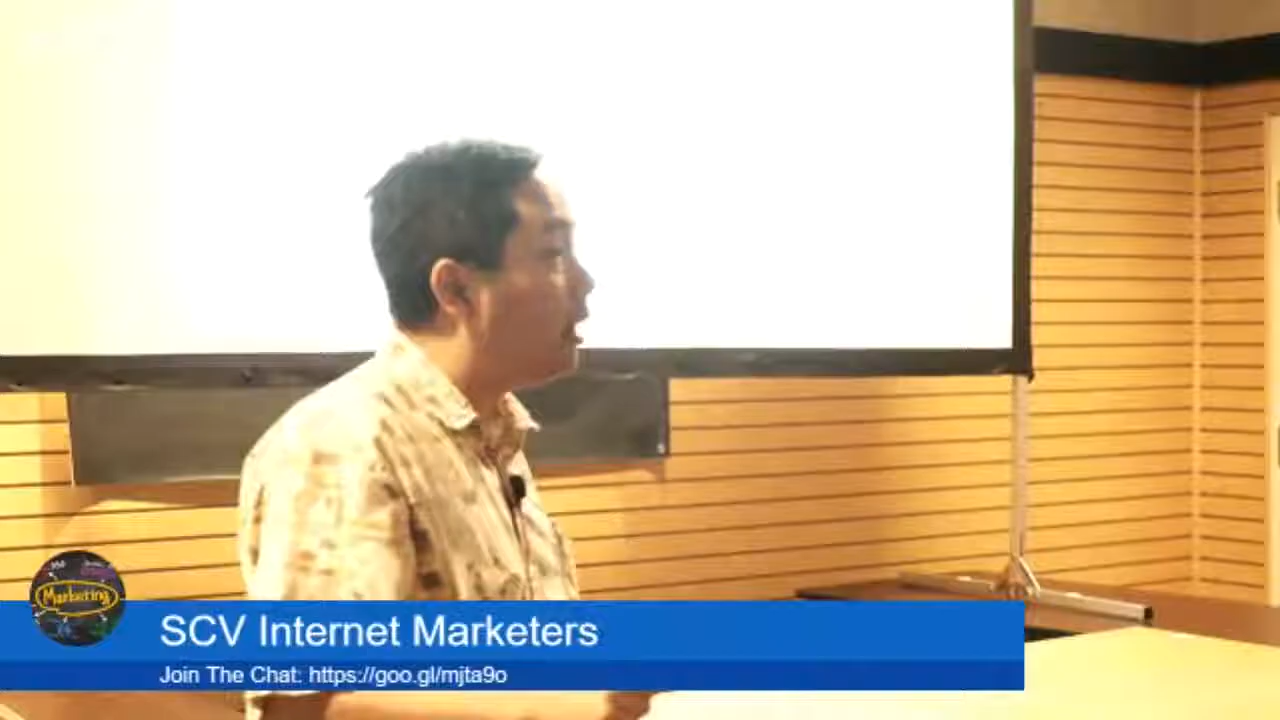 Marketing
SCV Internet Marketers
Join The Chat: https://goo.gl/mjta9o